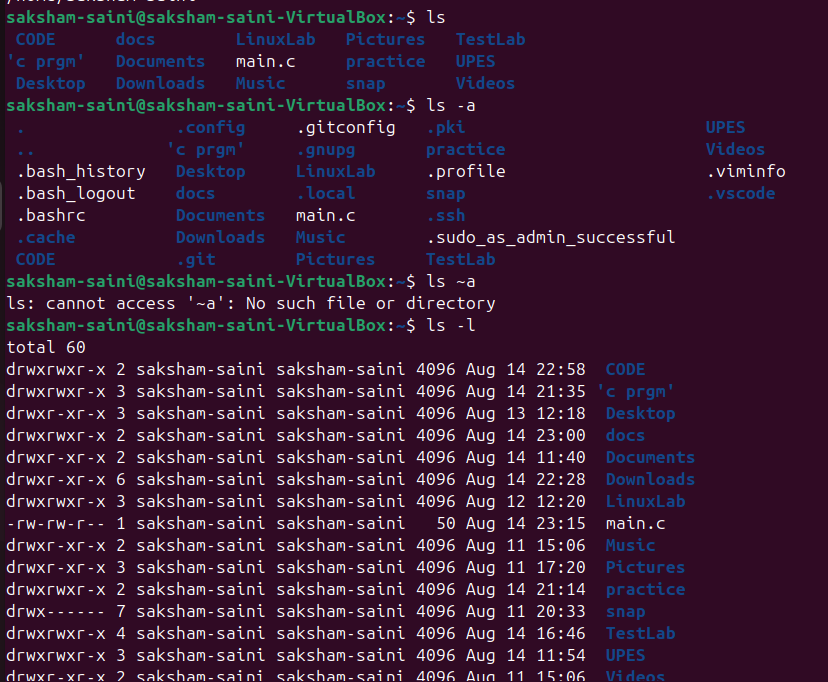 saksham-saini@saksham-saini-VirtualBox:~$ ls
CODE docs LinuxLab Pictures TestLab
'c prgm' Documents main.c practice UPES
Desktop Downloads Music snap Videos
saksham-saini@saksham-saini-VirtualBox:~$ ls -a
. .config .gitconfig .pki UPES
.. 'c prgm' .gnupg practice Videos
.bash_history Desktop LinuxLab .profile .viminfo
.bash_logout docs .local snap .vscode
.bashrc Documents main.c .ssh
.cache Downloads Music .sudo_as_admin_successful
CODE .git Pictures TestLab
saksham-saini@saksham-saini-VirtualBox:~$ ls ~a
ls: cannot access '~a': No such file or directory
saksham-saini@saksham-saini-VirtualBox:~$ ls -l
total 60
drwxrwxr-x 2 saksham-saini saksham-saini 4096 Aug 14 22:58 CODE
drwxrwxr-x 3 saksham-saini saksham-saini 4096 Aug 14 21:35 'c prgm'
drwxr-xr-x 3 saksham-saini saksham-saini 4096 Aug 13 12:18 Desktop
drwxrwxr-x 2 saksham-saini saksham-saini 4096 Aug 14 23:00 docs
drwxr-xr-x 2 saksham-saini saksham-saini 4096 Aug 14 11:40 Documents
drwxr-xr-x 6 saksham-saini saksham-saini 4096 Aug 14 22:28 Downloads
drwxrwxr-x 3 saksham-saini saksham-saini 4096 Aug 12 12:20 LinuxLab
-rw-rw-r-- 1 saksham-saini saksham-saini 50 Aug 14 23:15 main.c
drwxr-xr-x 2 saksham-saini saksham-saini 4096 Aug 11 15:06 Music
drwxr-xr-x 3 saksham-saini saksham-saini 4096 Aug 11 17:20 Pictures
drwxrwxr-x 2 saksham-saini saksham-saini 4096 Aug 14 21:14 practice
drwx------ 7 saksham-saini saksham-saini 4096 Aug 11 20:33 snap
drwxrwxr-x 4 saksham-saini saksham-saini 4096 Aug 14 16:46 TestLab
drwxrwxr-x 3 saksham-saini saksham-saini 4096 Aug 14 11:54 UPES
drwxr-xr-x 2 saksham-saini saksham-saini 4096 Aug 11 15:06 Videos